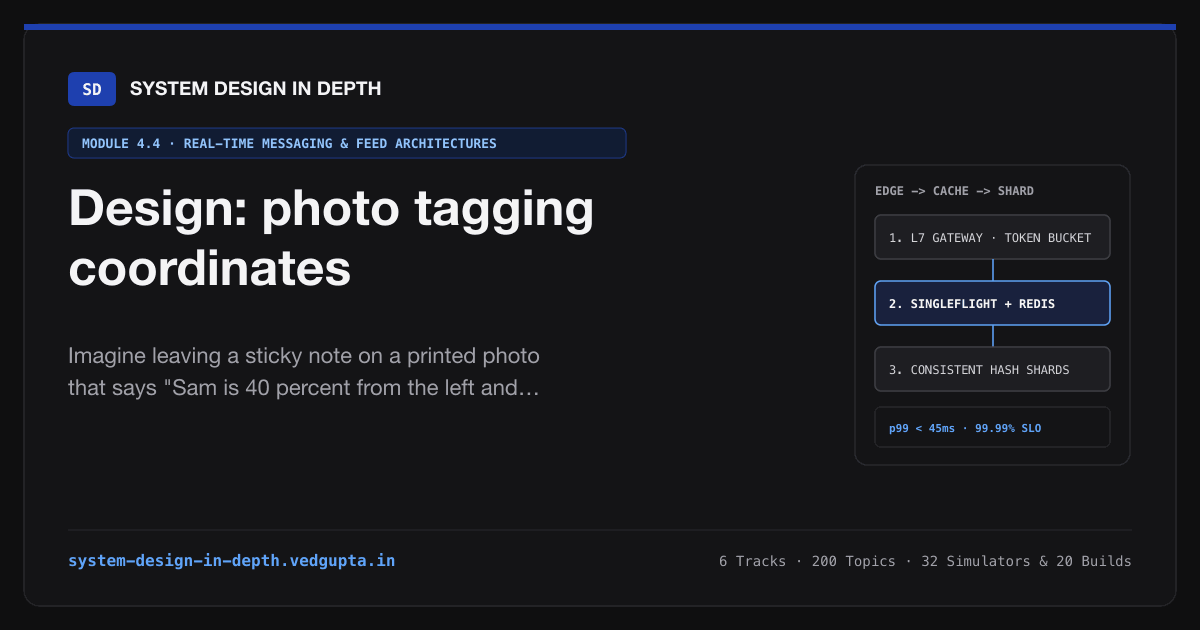 SD
SYSTEM DESIGN IN DEPTH
MODULE 4.4 · REAL-TIME MESSAGING & FEED ARCHITECTURES
Design: photo tagging
coordinates
Imagine leaving a sticky note on a printed photo
that says "Sam is 40 percent from the left and…
EDGE —> CACHE —> SHARD
1. L7 GATEWAY · TOKEN BUCKET
2. SINGLEFLIGHT + REDIS
3. CONSISTENT HASH SHARDS
p99 < 45ms · 99.99% SLO
system-design-in-depth.vedgupta.in
6 Tracks · 200 Topics · 32 Simulators & 20 Builds